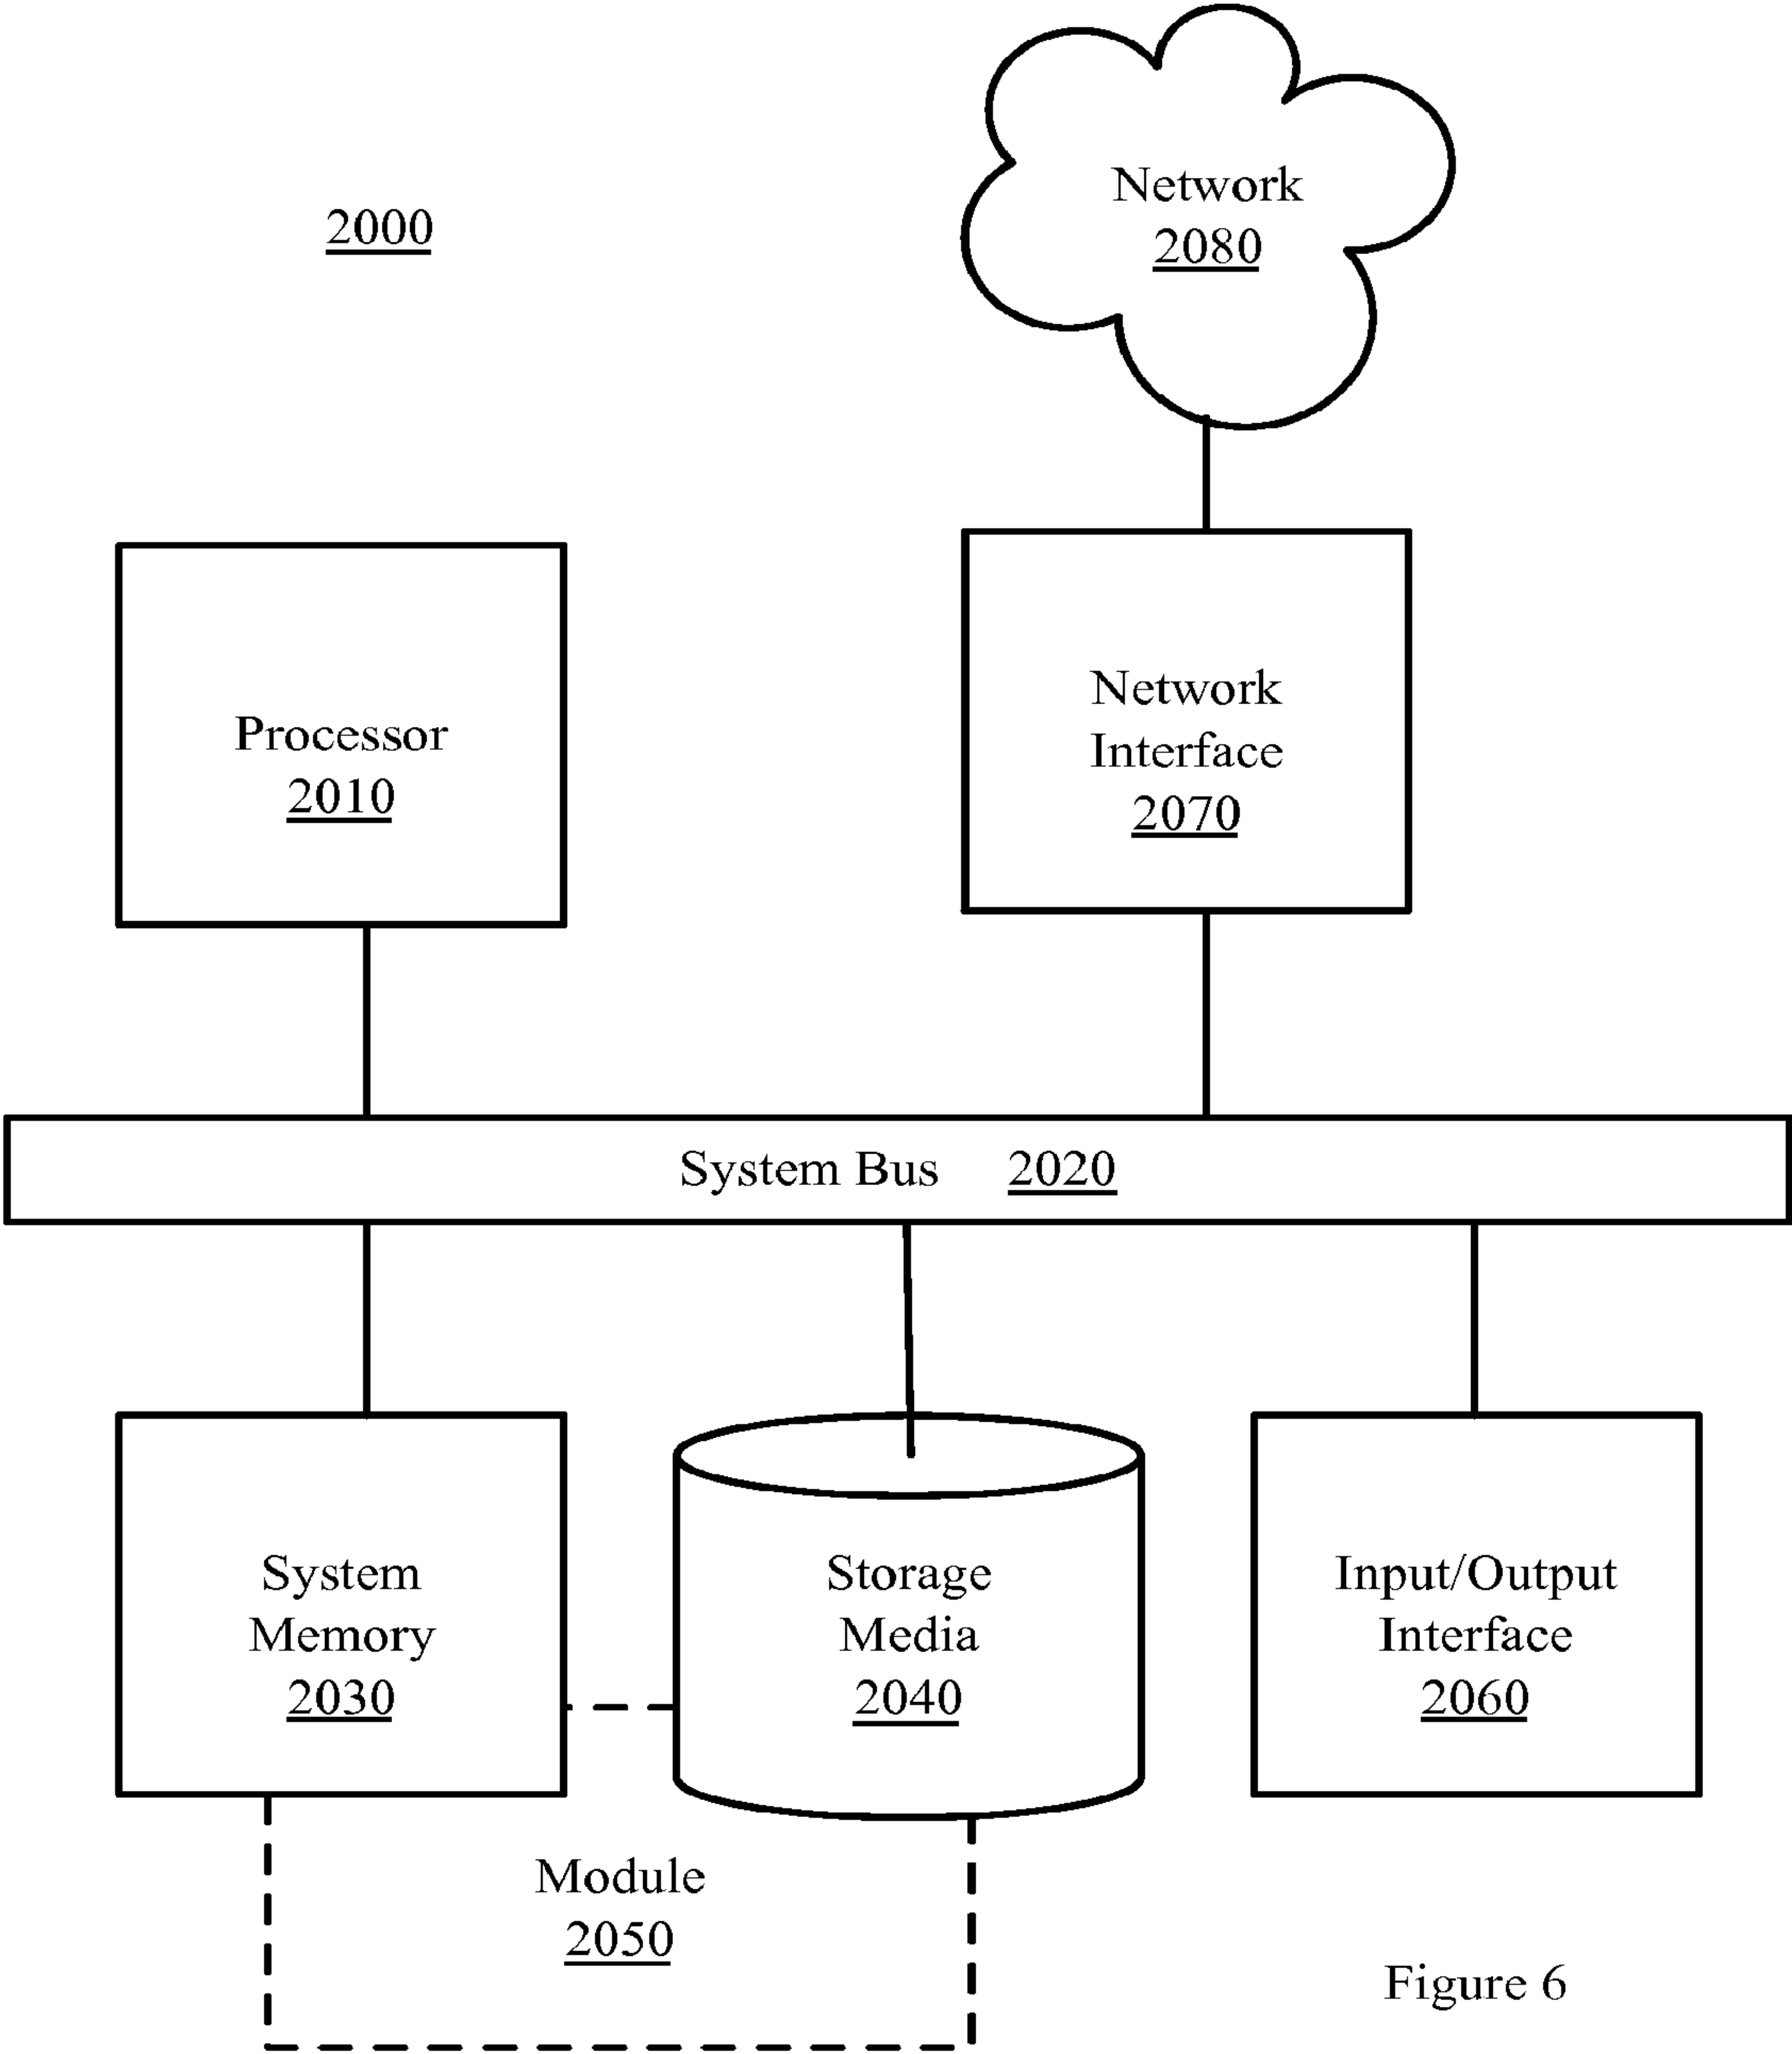 2000
Network
2080
Processor
2010
Network
Interface
2070
System Bus 2020
System
Memory
2030
Storage
Media
2040
Input/Output
Interface
2060
Module
2050
Figure 6